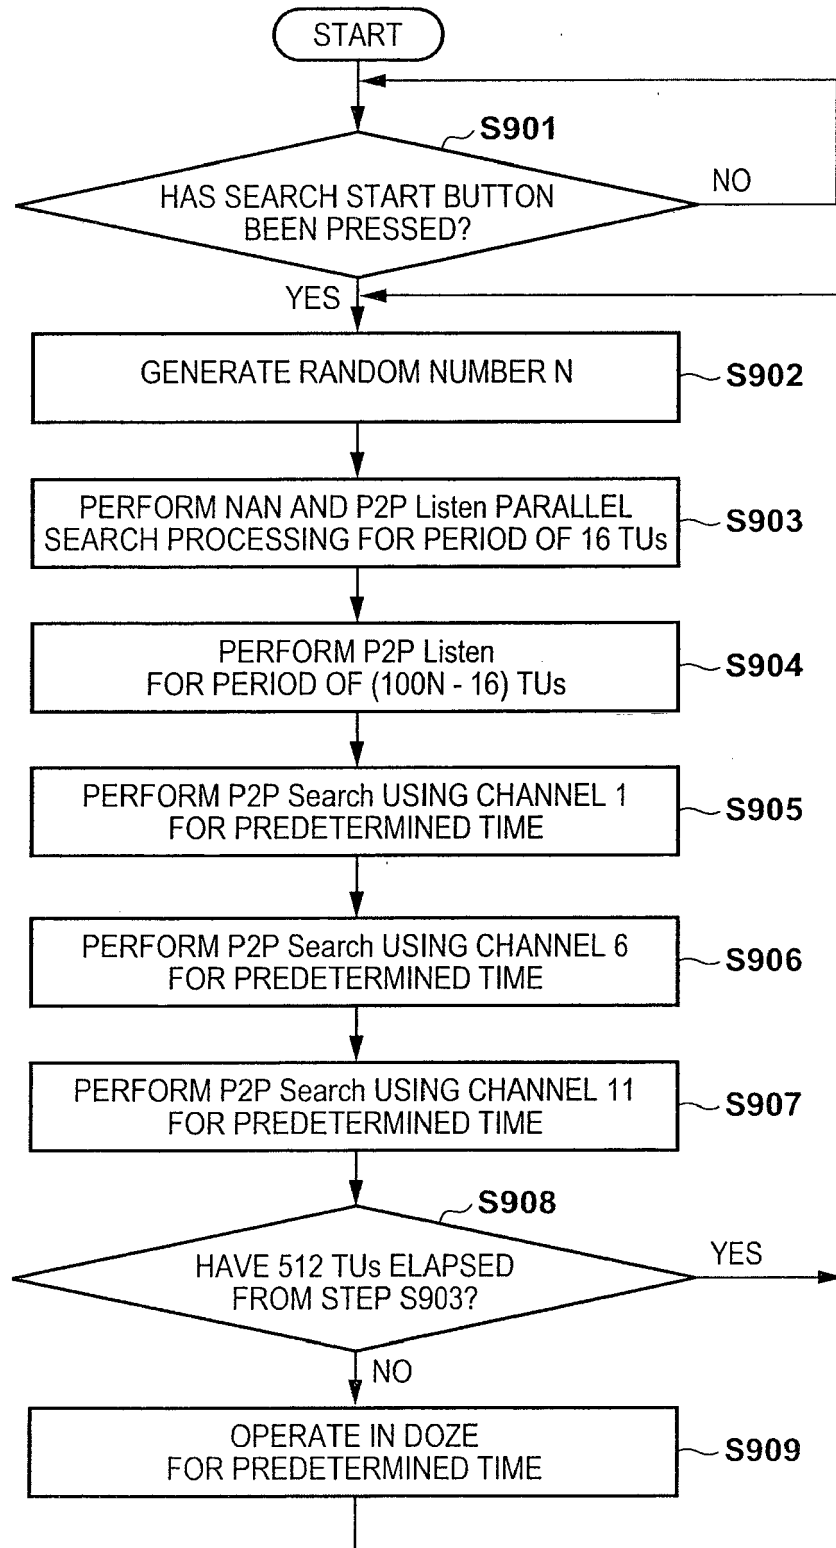 START
S901
HAS SEARCH START BUTTON
BEEN PRESSED?
NO
YES
GENERATE RANDOM NUMBER N
S902
PERFORM NAN AND P2P Listen PARALLEL
SEARCH PROCESSING FOR PERIOD OF 16 TUs
S903
PERFORM P2P Listen
FOR PERIOD OF (100N - 16) TUs
S904
PERFORM P2P Search USING CHANNEL 1
FOR PREDETERMINED TIME
S905
PERFORM P2P Search USING CHANNEL 6
FOR PREDETERMINED TIME
S906
PERFORM P2P Search USING CHANNEL 11
FOR PREDETERMINED TIME
S907
S908
HAVE 512 TUs ELAPSED
FROM STEP S903?
YES
NO
OPERATE IN DOZE
FOR PREDETERMINED TIME
S909